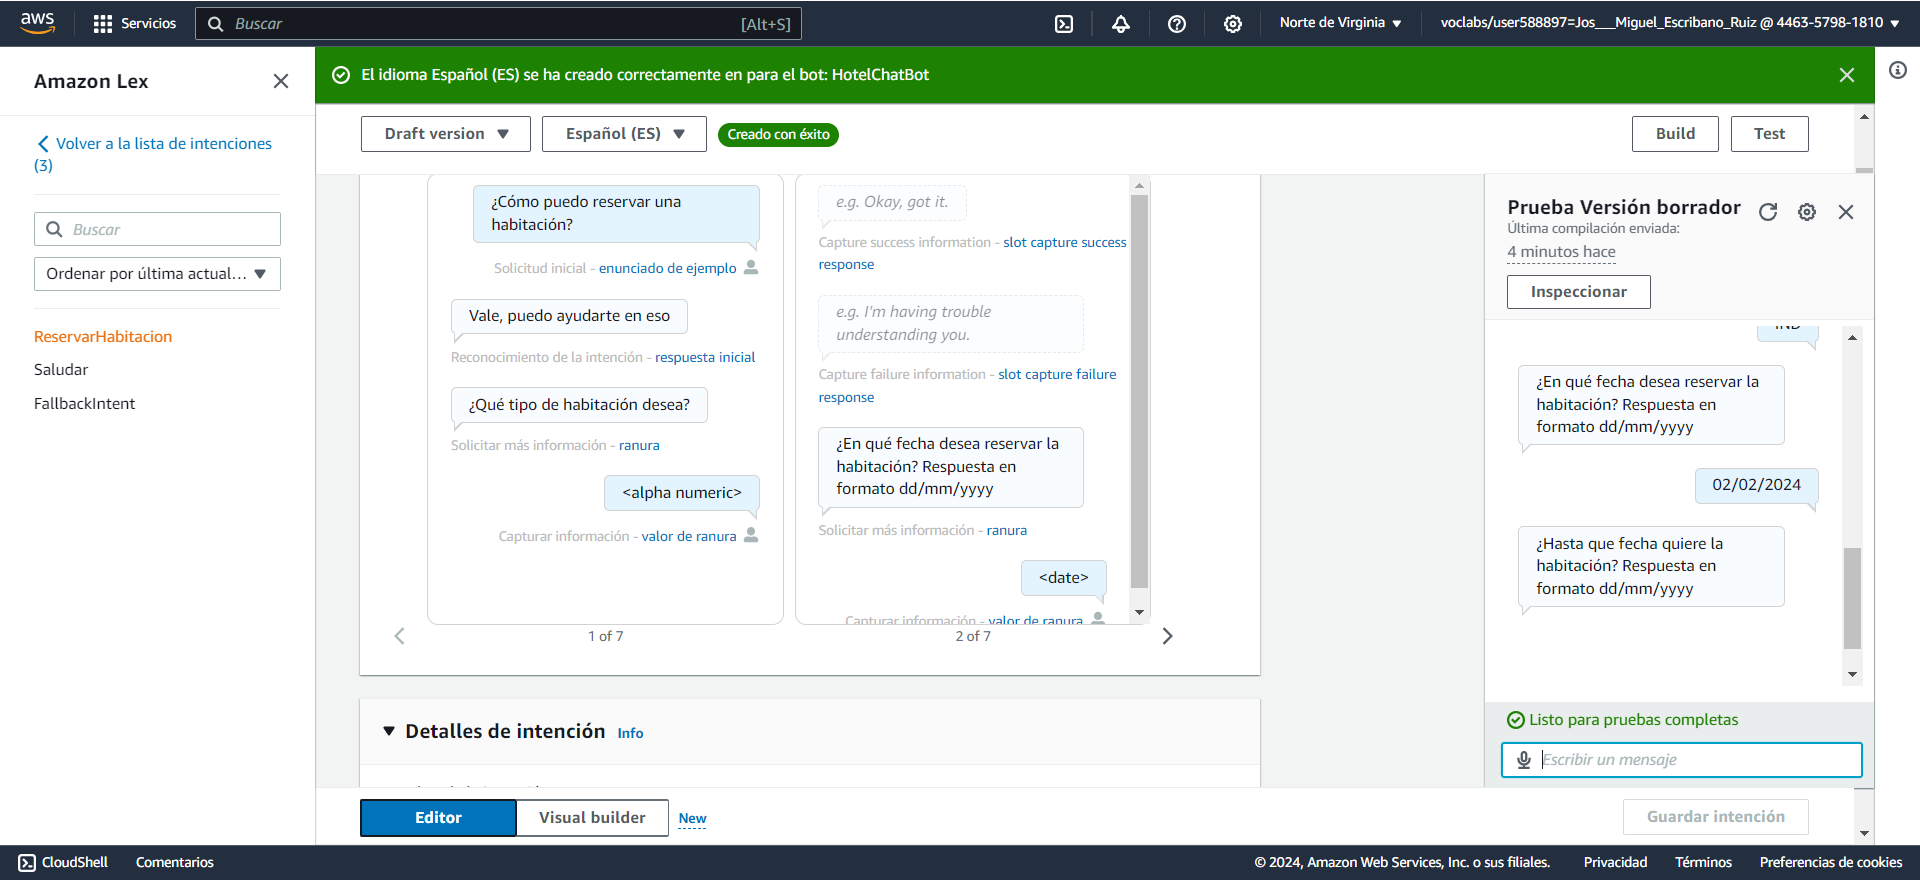 aws
Servicios
Buscar
[Alt+S]
Norte de Virginia
voclabs/user588897=Jos___Miguel_Escribano_Ruiz @ 4463-5798-1810
Amazon Lex
Volver a la lista de intenciones
(3)
Buscar
Ordenar por última actual...
ReservarHabitacion
Saludar
FallbackIntent
El idioma Español (ES) se ha creado correctamente en para el bot: HotelChatBot
Draft version
Español (ES)
Creado con éxito
Build
Test
¿Cómo puedo reservar una
habitación?
Solicitud inicial - enunciado de ejemplo
Vale, puedo ayudarte en eso
Reconocimiento de la intención - respuesta inicial
¿Qué tipo de habitación desea?
Solicitar más información - ranura
<alpha numeric>
Capturar información - valor de ranura
1 of 7
e.g. Okay, got it.
Capture success information - slot capture success
response
e.g. I'm having trouble
understanding you.
Capture failure information - slot capture failure
response
¿En qué fecha desea reservar la
habitación? Respuesta en
formato dd/mm/yyyy
Solicitar más información - ranura
<date>
Capturar información - valor de ranura
2 of 7
Detalles de intención Info
Editor
Visual builder
New
Guardar intención
Prueba Versión borrador
Última compilación enviada:
4 minutos hace
Inspeccionar
IND
¿En qué fecha desea reservar la
habitación? Respuesta en
formato dd/mm/yyyy
02/02/2024
¿Hasta que fecha quiere la
habitación? Respuesta en
formato dd/mm/yyyy
Listo para pruebas completas
Escribir un mensaje
CloudShell
Comentarios
© 2024, Amazon Web Services, Inc. o sus filiales.
Privacidad
Términos
Preferencias de cookies